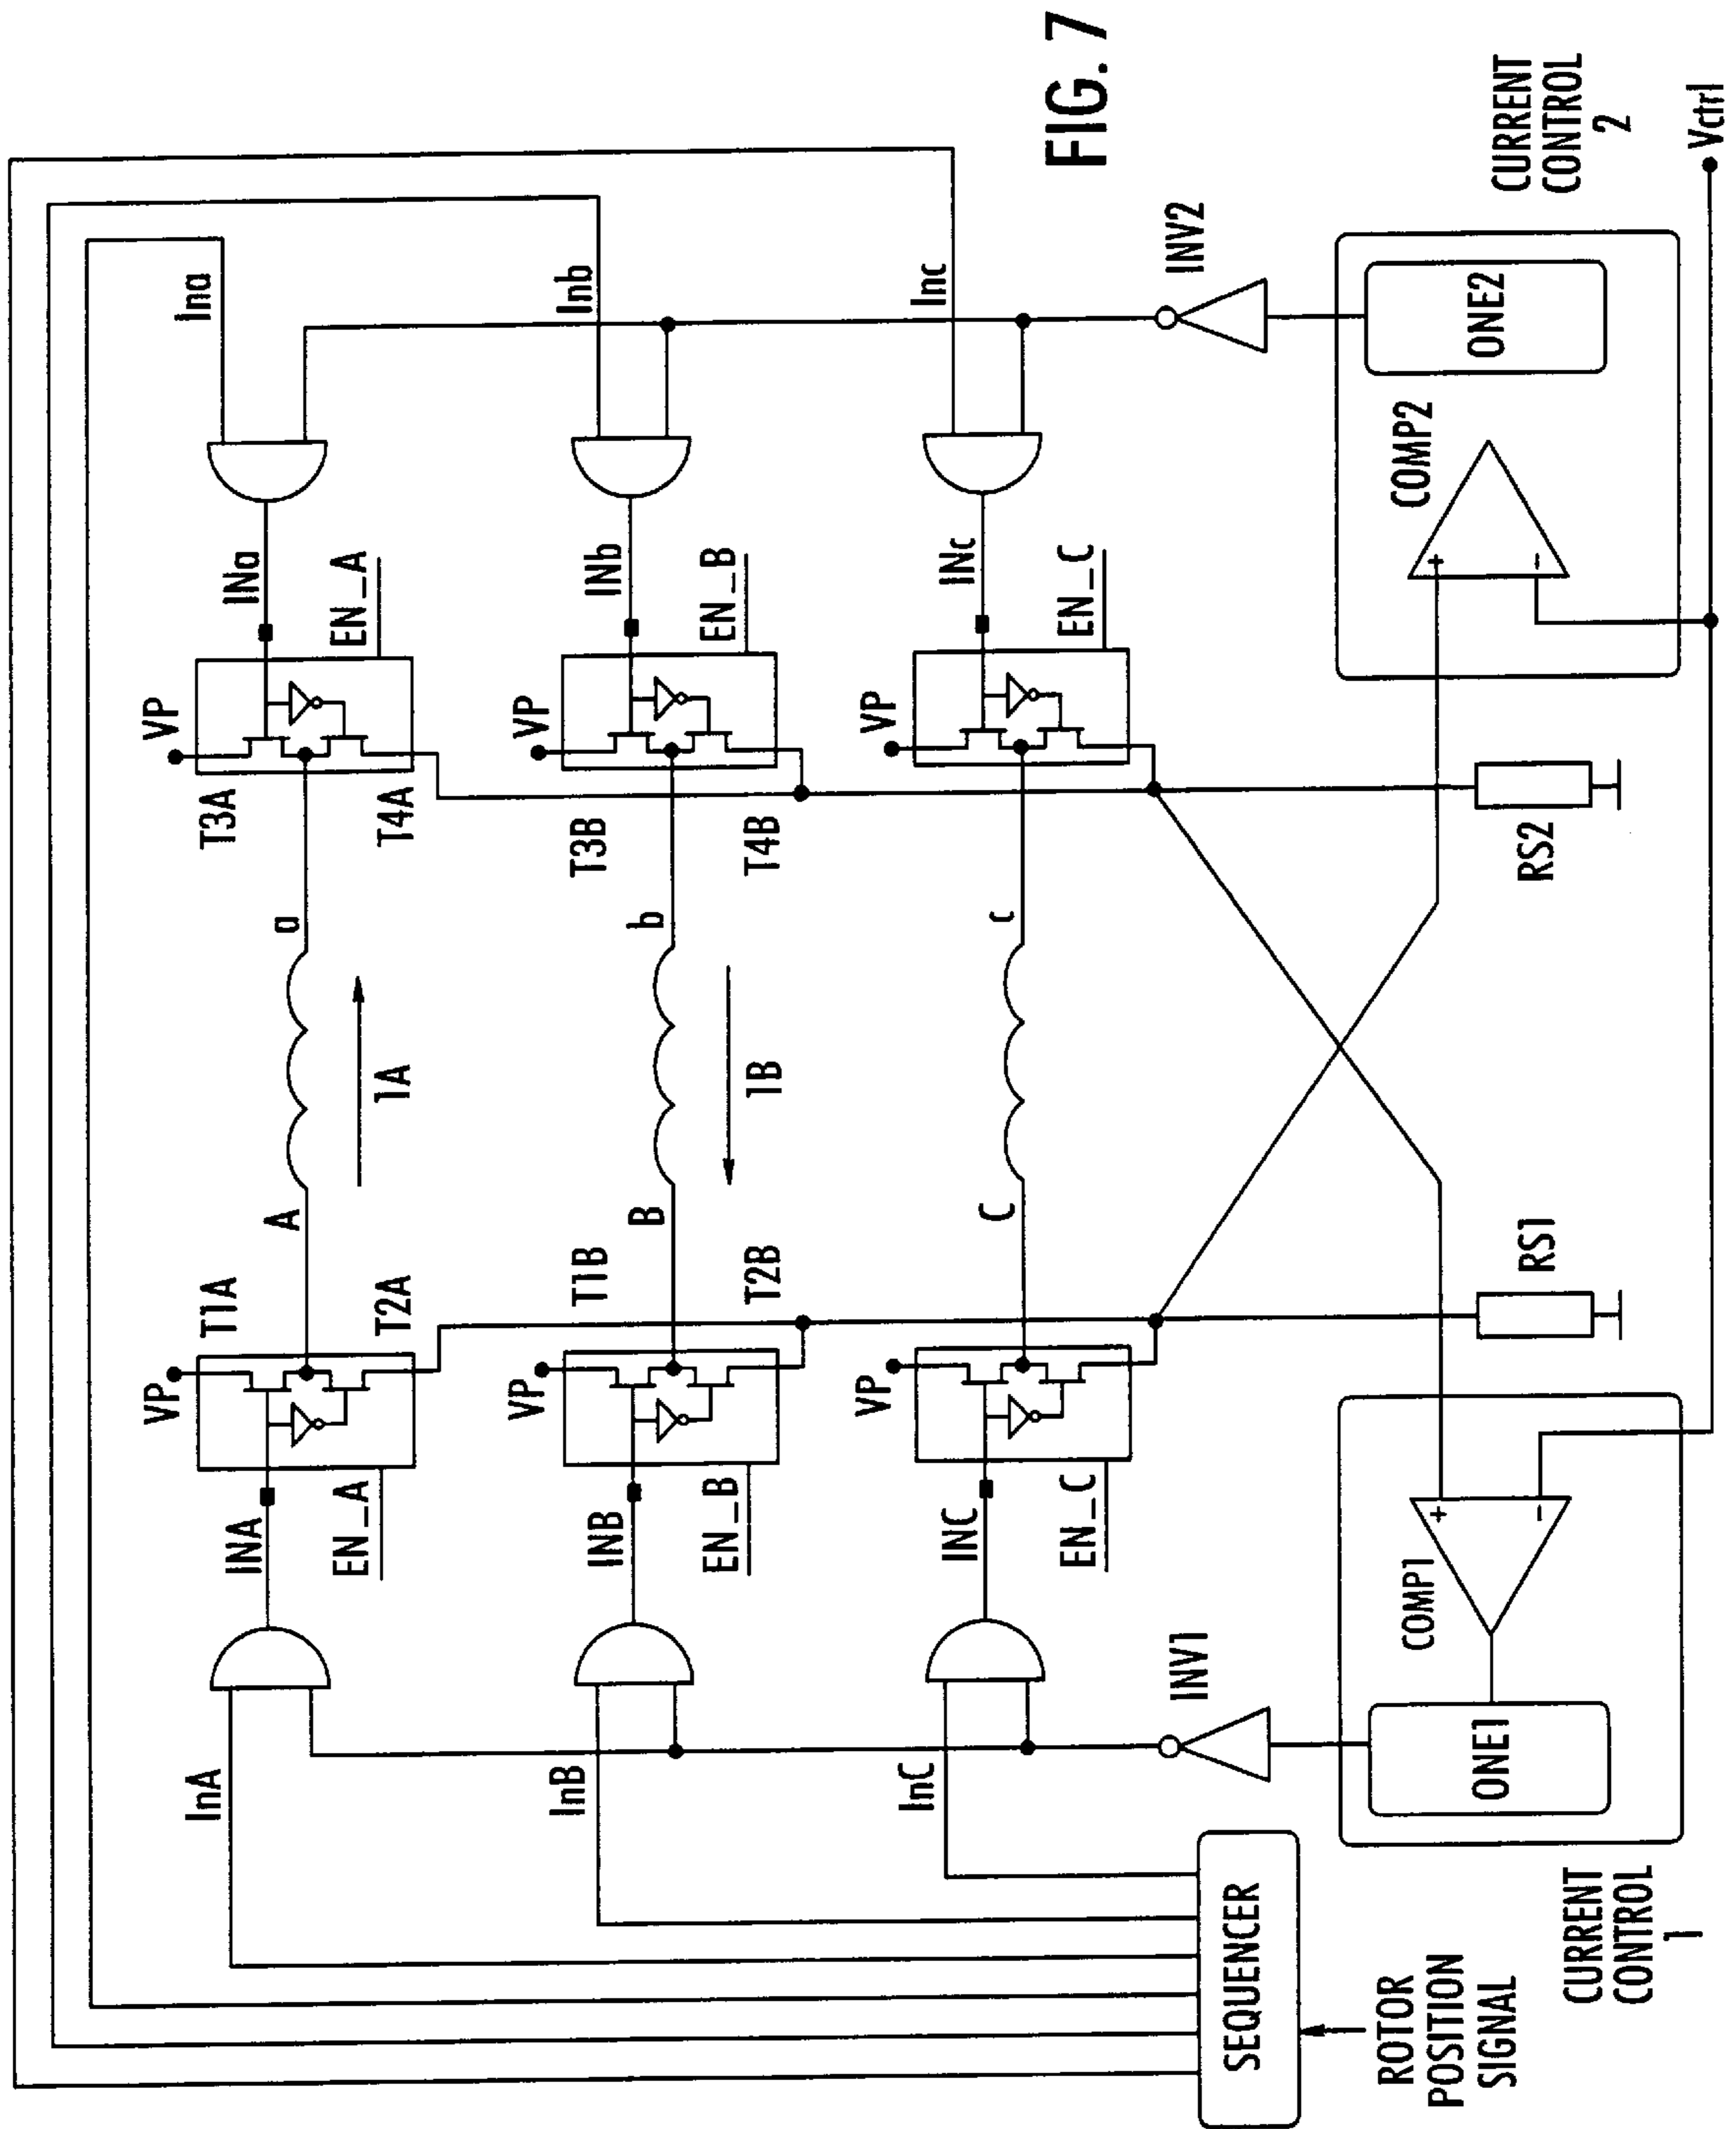 FIG. 7
InA
INA
EN_A
VP
T1A
T2A
A
1A
a
T3A
T4A
VP
INa
EN_A
Ina
InB
INB
EN_B
VP
T1B
T2B
B
1B
b
T3B
T4B
VP
INb
EN_B
Inb
InC
INC
EN_C
VP
C
c
VP
INc
EN_C
Inc
SEQUENCER
ROTOR
POSITION
SIGNAL
INV1
ONE1
COMP1
+
-
CURRENT
CONTROL
1
RS1
RS2
INV2
COMP2
+
-
ONE2
CURRENT
CONTROL
2
Vctrl